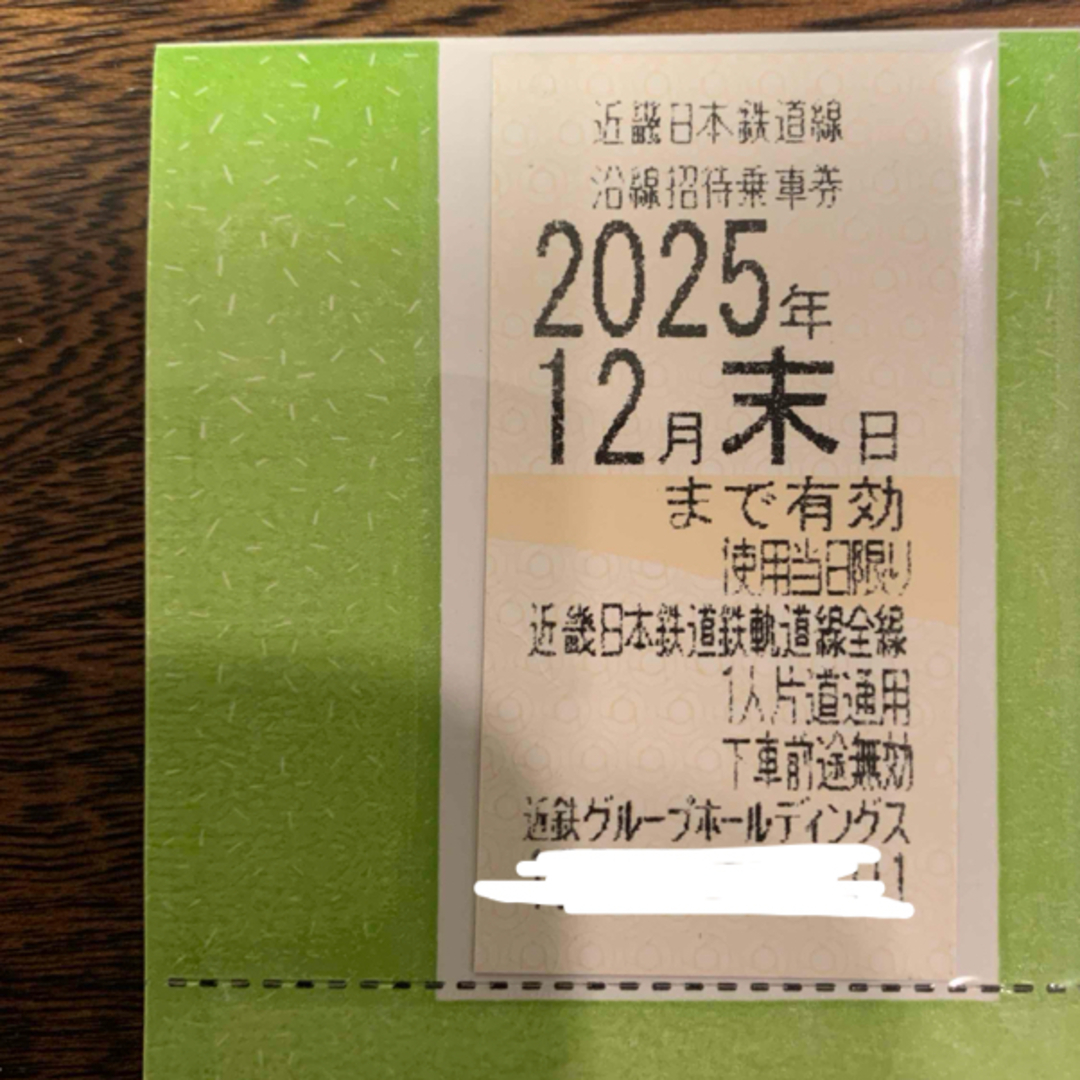 近畿日本鉄道線
沿線招待乗車券
2025年
12月末日
まで有効
使用当日限り
近畿日本鉄道鉄軌道線全線
1人片道通用
下車前途無効
近鉄グループホールディングス